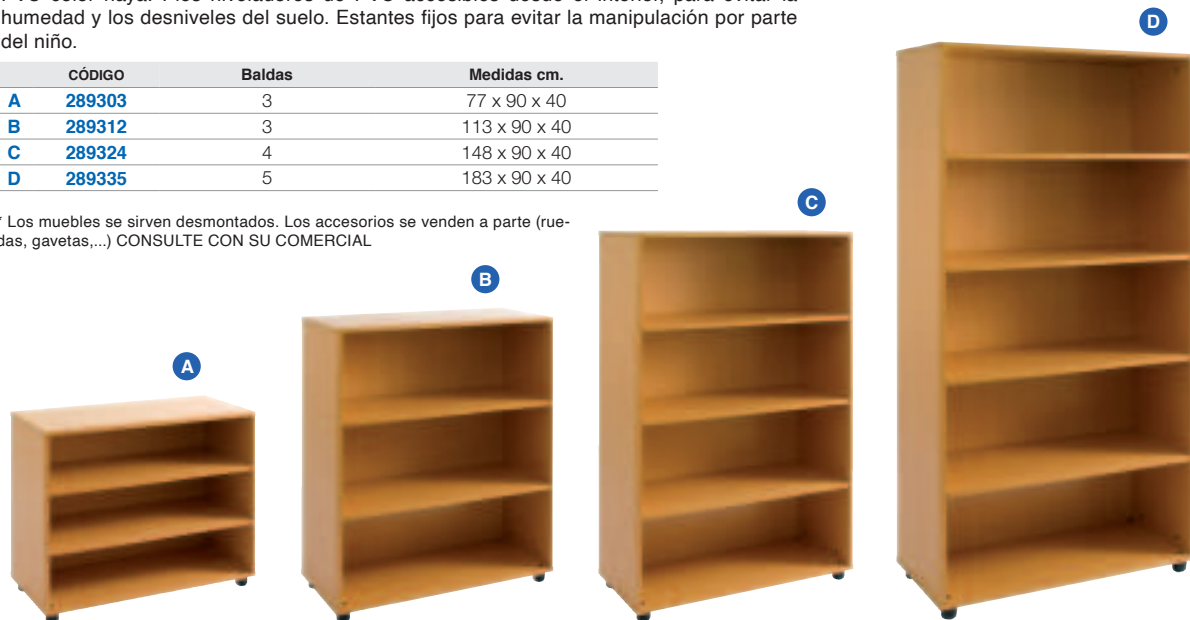 humedad y los desniveles del suelo. Estantes fijos para evitar la manipulación por parte
del niño.
CÓDIGO Baldas Medidas cm.
A 289303 3 77 x 90 x 40
B 289312 3 113 x 90 x 40
C 289324 4 148 x 90 x 40
D 289335 5 183 x 90 x 40
* Los muebles se sirven desmontados. Los accesorios se venden a parte (rue-
das, gavetas,...) CONSULTE CON SU COMERCIAL
A
B
C
D